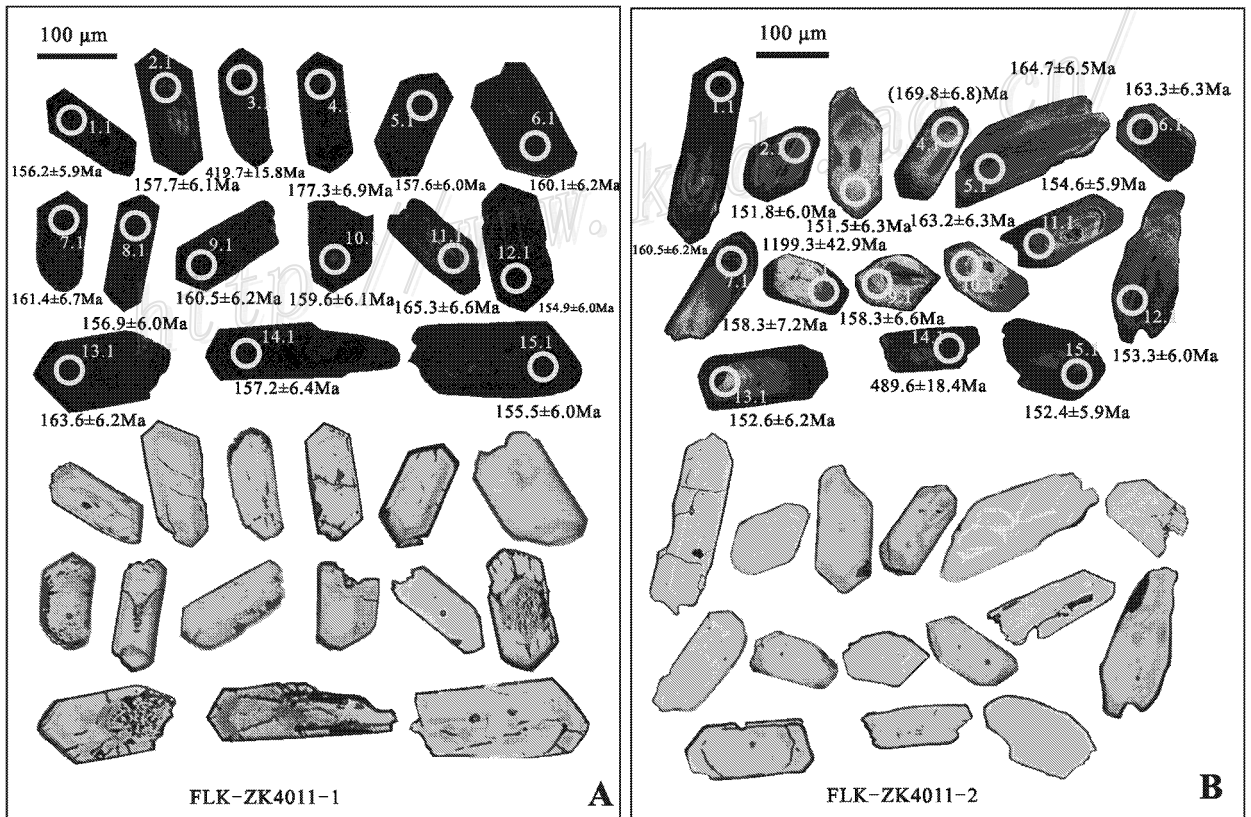 100 µm
2.1
3.
4.
1.1
5.1
6.1
156.2±5.9Ma
157.7±6.1Ma
419.7±15.8Ma
177.3±6.9Ma
157.6±6.0Ma
160.1±6.2Ma
7.1
8.1
9.1
10.
11.1
12.1
161.4±6.7Ma
156.9±6.0Ma
160.5±6.2Ma
159.6±6.1Ma
165.3±6.6Ma
154.9±6.0Ma
13.1
14.1
15.1
163.6±6.2Ma
157.2±6.4Ma
155.5±6.0Ma
FLK-ZK4011-1
A
100 µm
164.7±6.5Ma
(169.8±6.8)Ma
163.3±6.3Ma
1.1
2.1
4.
5.1
6.1
151.8±6.0Ma
151.5±6.3Ma
163.2±6.3Ma
154.6±5.9Ma
160.5±6.2Ma
1199.3±42.9Ma
7.1
9.1
10.1
11.1
12.1
158.3±7.2Ma
158.3±6.6Ma
153.3±6.0Ma
13.1
14.
15.1
489.6±18.4Ma
152.6±6.2Ma
152.4±5.9Ma
FLK-ZK4011-2
B